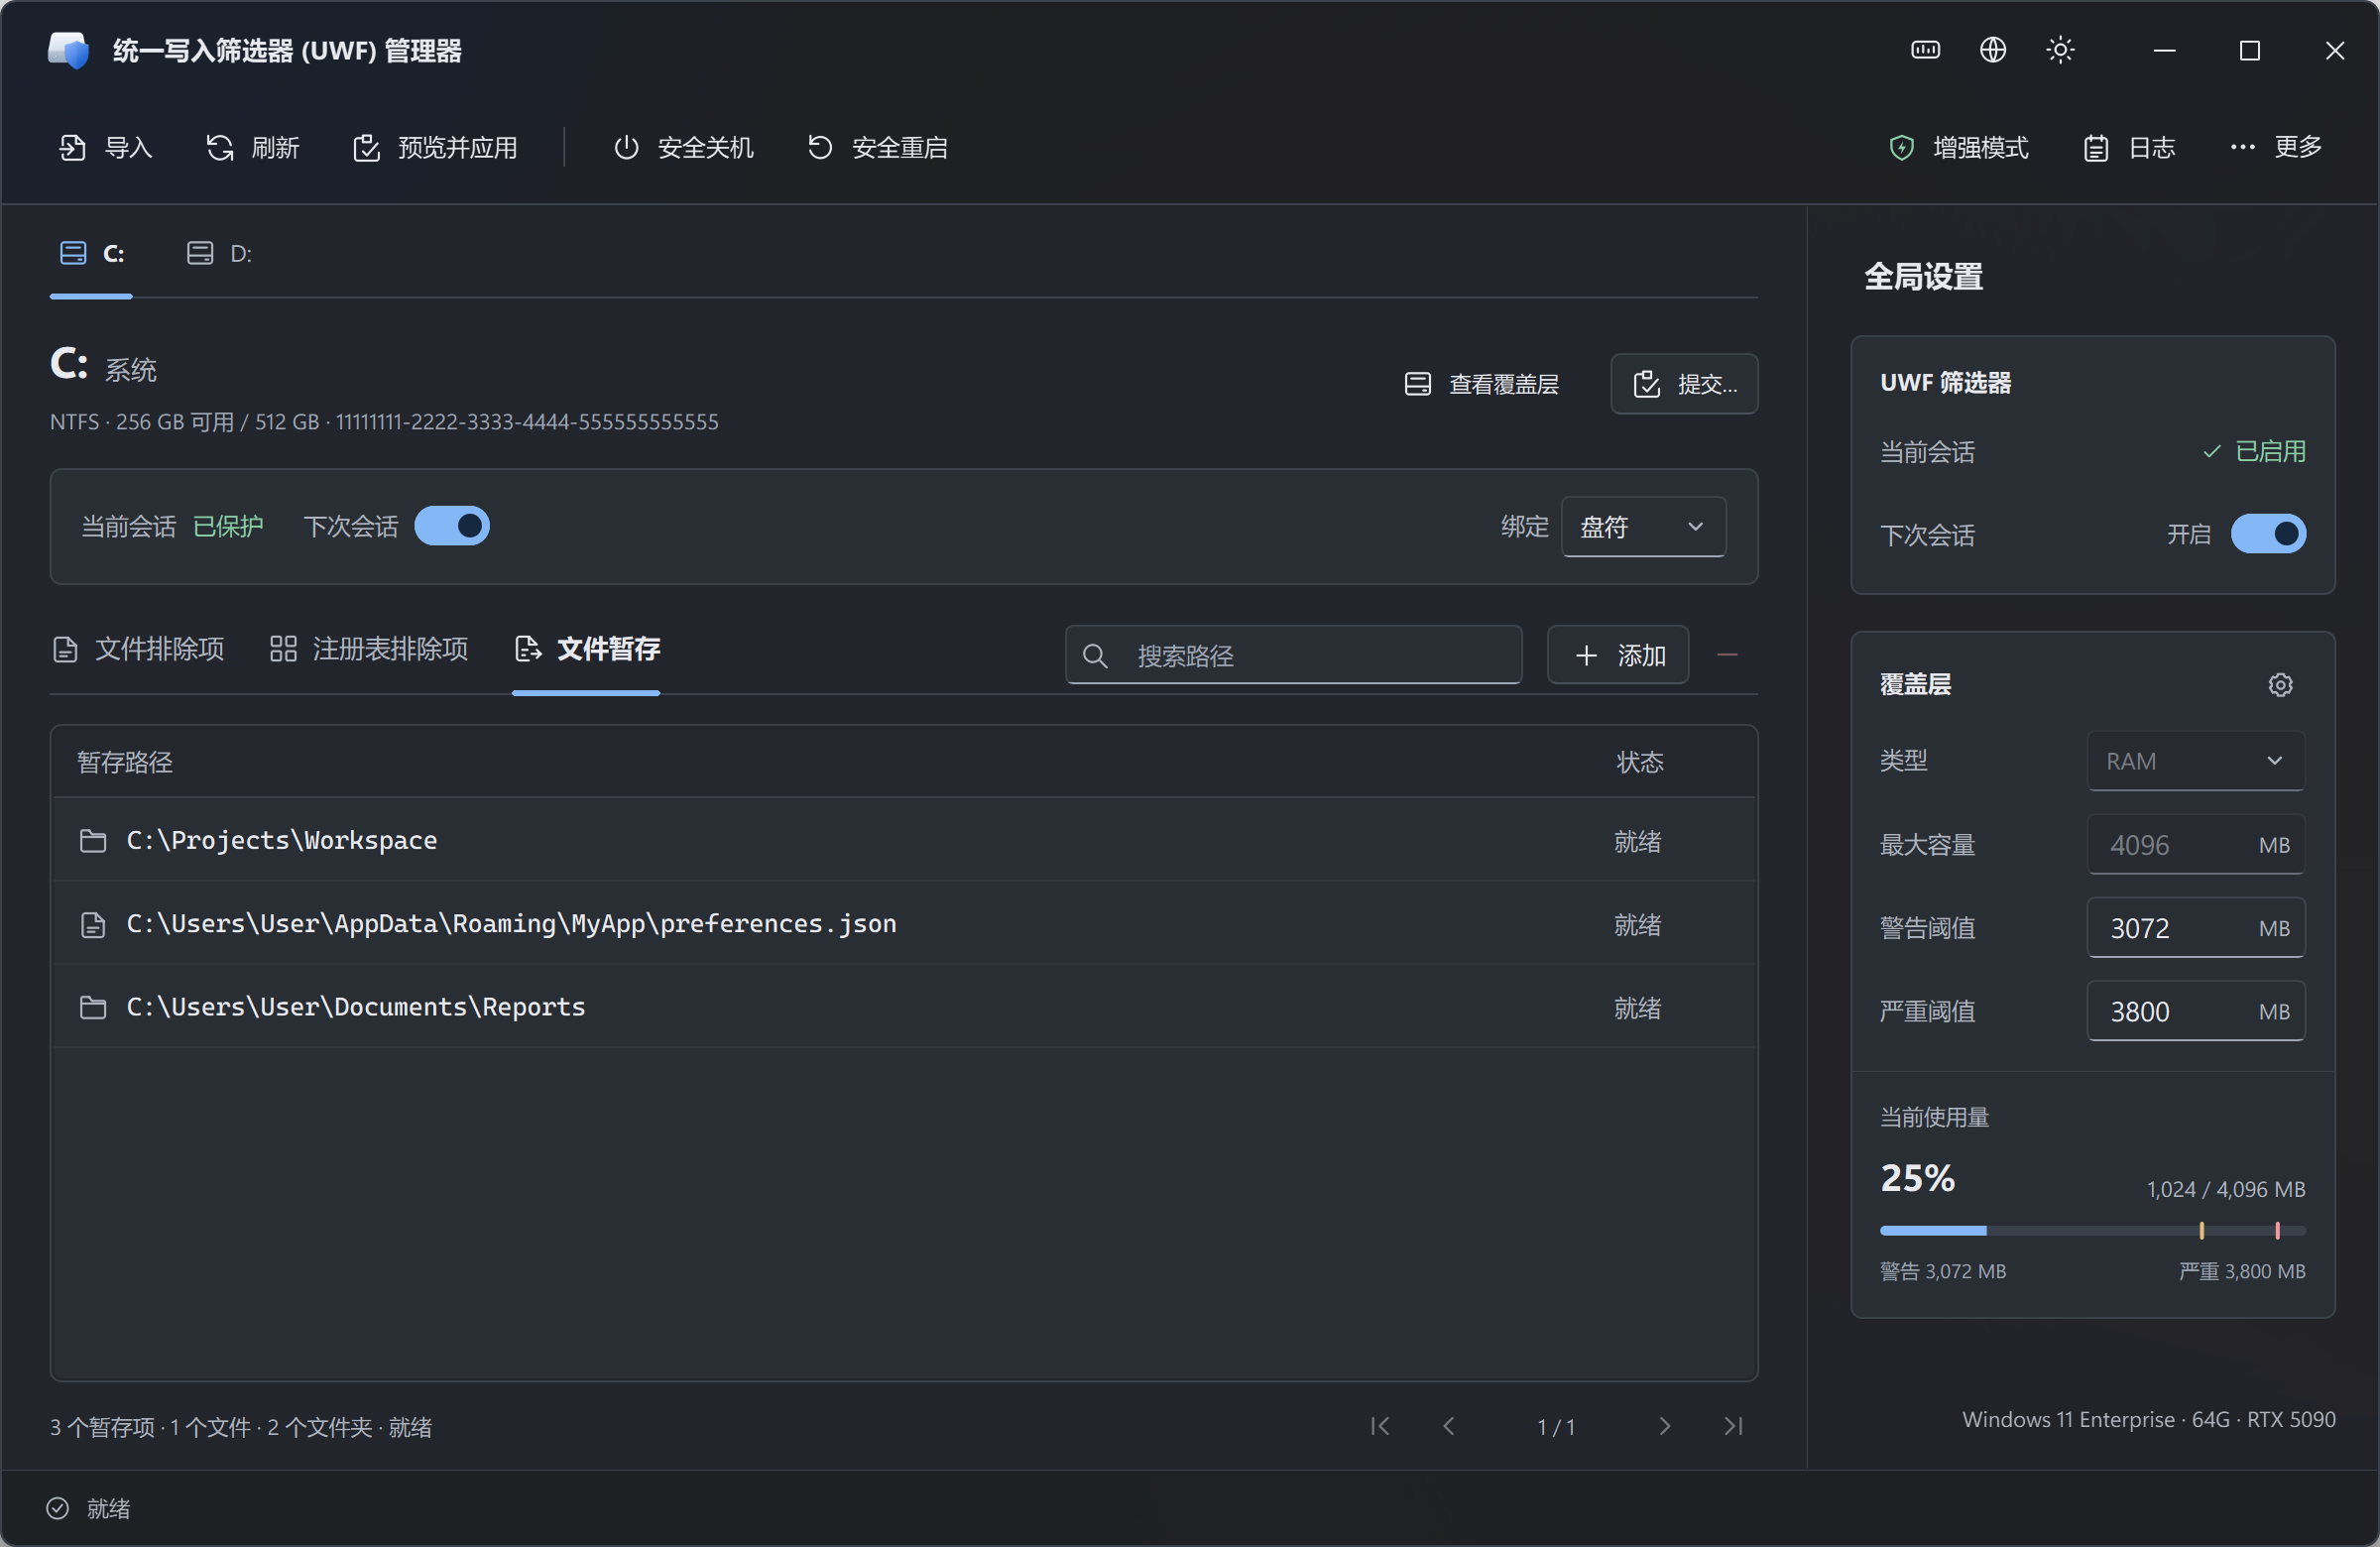 统一写入筛选器 (UWF) 管理器
导入 刷新 预览并应用 安全关机 安全重启 增强模式 日志 更多
C: D:
C: 系统
NTFS · 256 GB 可用 / 512 GB · 11111111-2222-3333-4444-555555555555
查看覆盖层 提交...
当前会话 已保护 下次会话 绑定 盘符
文件排除项 注册表排除项 文件暂存 搜索路径 添加
暂存路径 状态
C:\Projects\Workspace 就绪
C:\Users\User\AppData\Roaming\MyApp\preferences.json 就绪
C:\Users\User\Documents\Reports 就绪
3 个暂存项 · 1 个文件 · 2 个文件夹 · 就绪 1 / 1
全局设置
UWF 筛选器
当前会话 已启用
下次会话 开启
覆盖层
类型 RAM
最大容量 4096 MB
警告阈值 3072 MB
严重阈值 3800 MB
当前使用量
25% 1,024 / 4,096 MB
警告 3,072 MB 严重 3,800 MB
Windows 11 Enterprise · 64G · RTX 5090
就绪